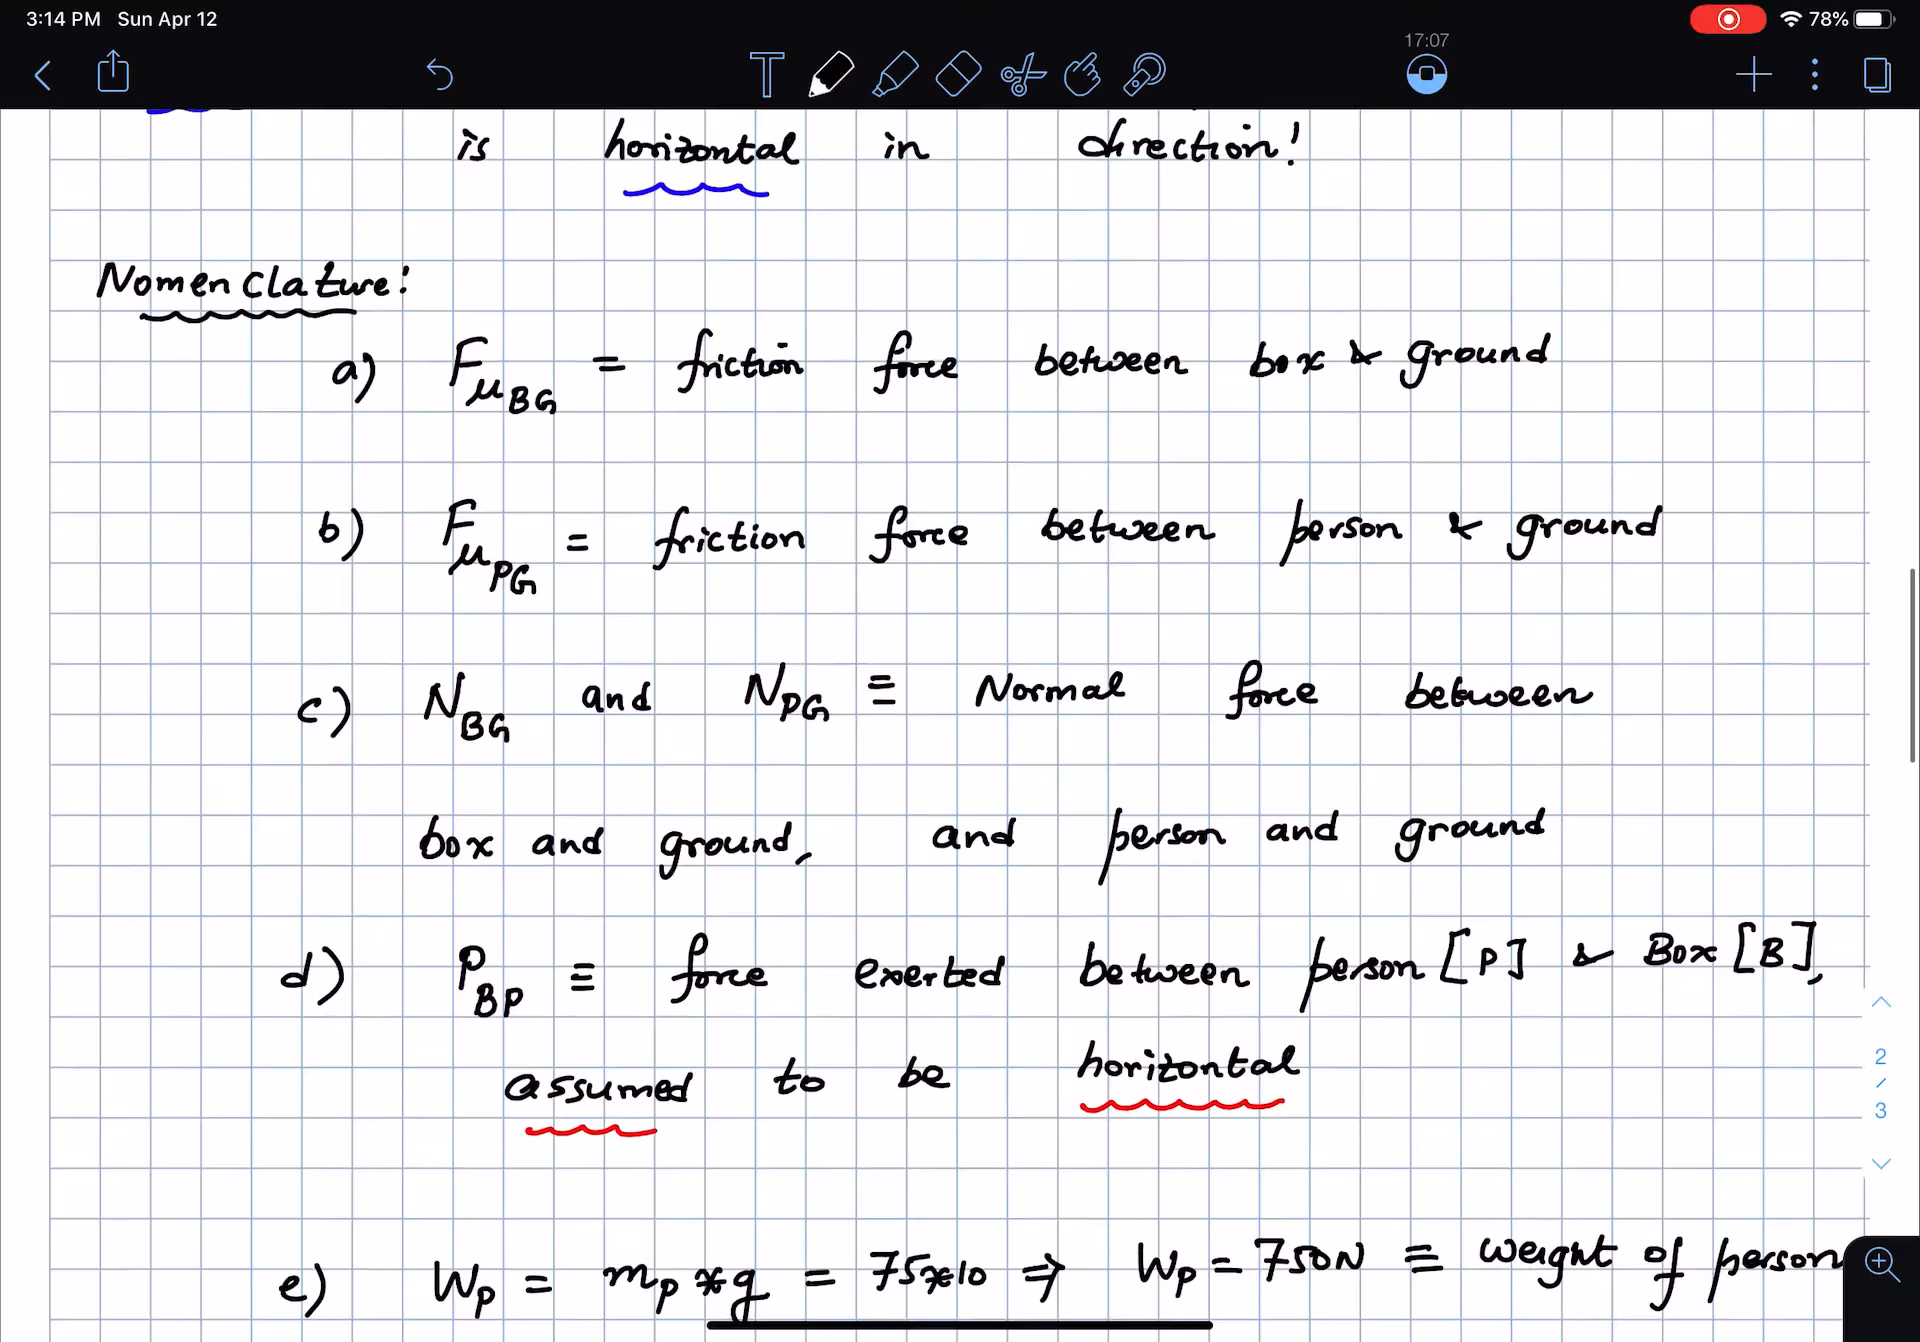 3:14 PM Sun Apr 12
78%
17:07
is horizontal in direction!
Nomenclature:
a) FμBG = friction force between box & ground
b) FμPG = friction force between person & ground
c) NBG and NPG ≡ Normal force between
box and ground, and person and ground
d) PBP ≡ force exerted between person [P] & Box [B],
assumed to be horizontal
2
/
3
e) Wp = mp * g = 75*10 ⇒ Wp = 750N ≡ weight of person